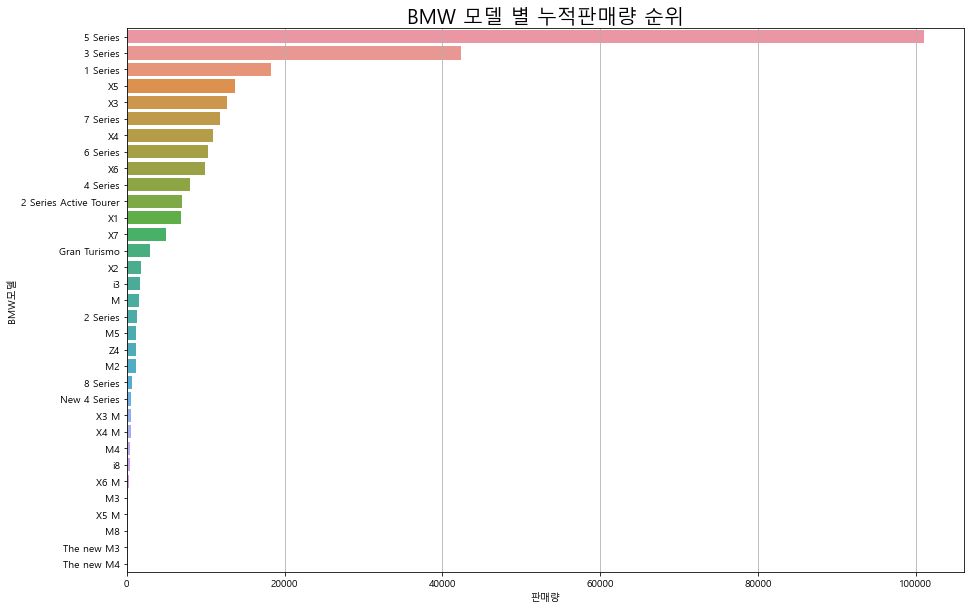 BMW 모델 별 누적판매량 순위
5 Series
3 Series
1 Series
X5
X3
7 Series
X4
6 Series
X6
4 Series
2 Series Active Tourer
X1
X7
Gran Turismo
X2
i3
M
2 Series
M5
Z4
M2
8 Series
New 4 Series
X3 M
X4 M
M4
i8
X6 M
M3
X5 M
M8
The new M3
The new M4
BMW모델
0 20000 40000 60000 80000 100000
판매량